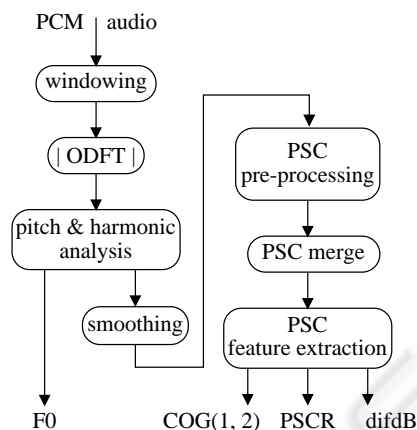 PCM audio
windowing
| ODFT |
pitch & harmonic
analysis
smoothing
F0
PSC
pre-processing
PSC merge
PSC
feature extraction
COG(1, 2) PSCR difdB